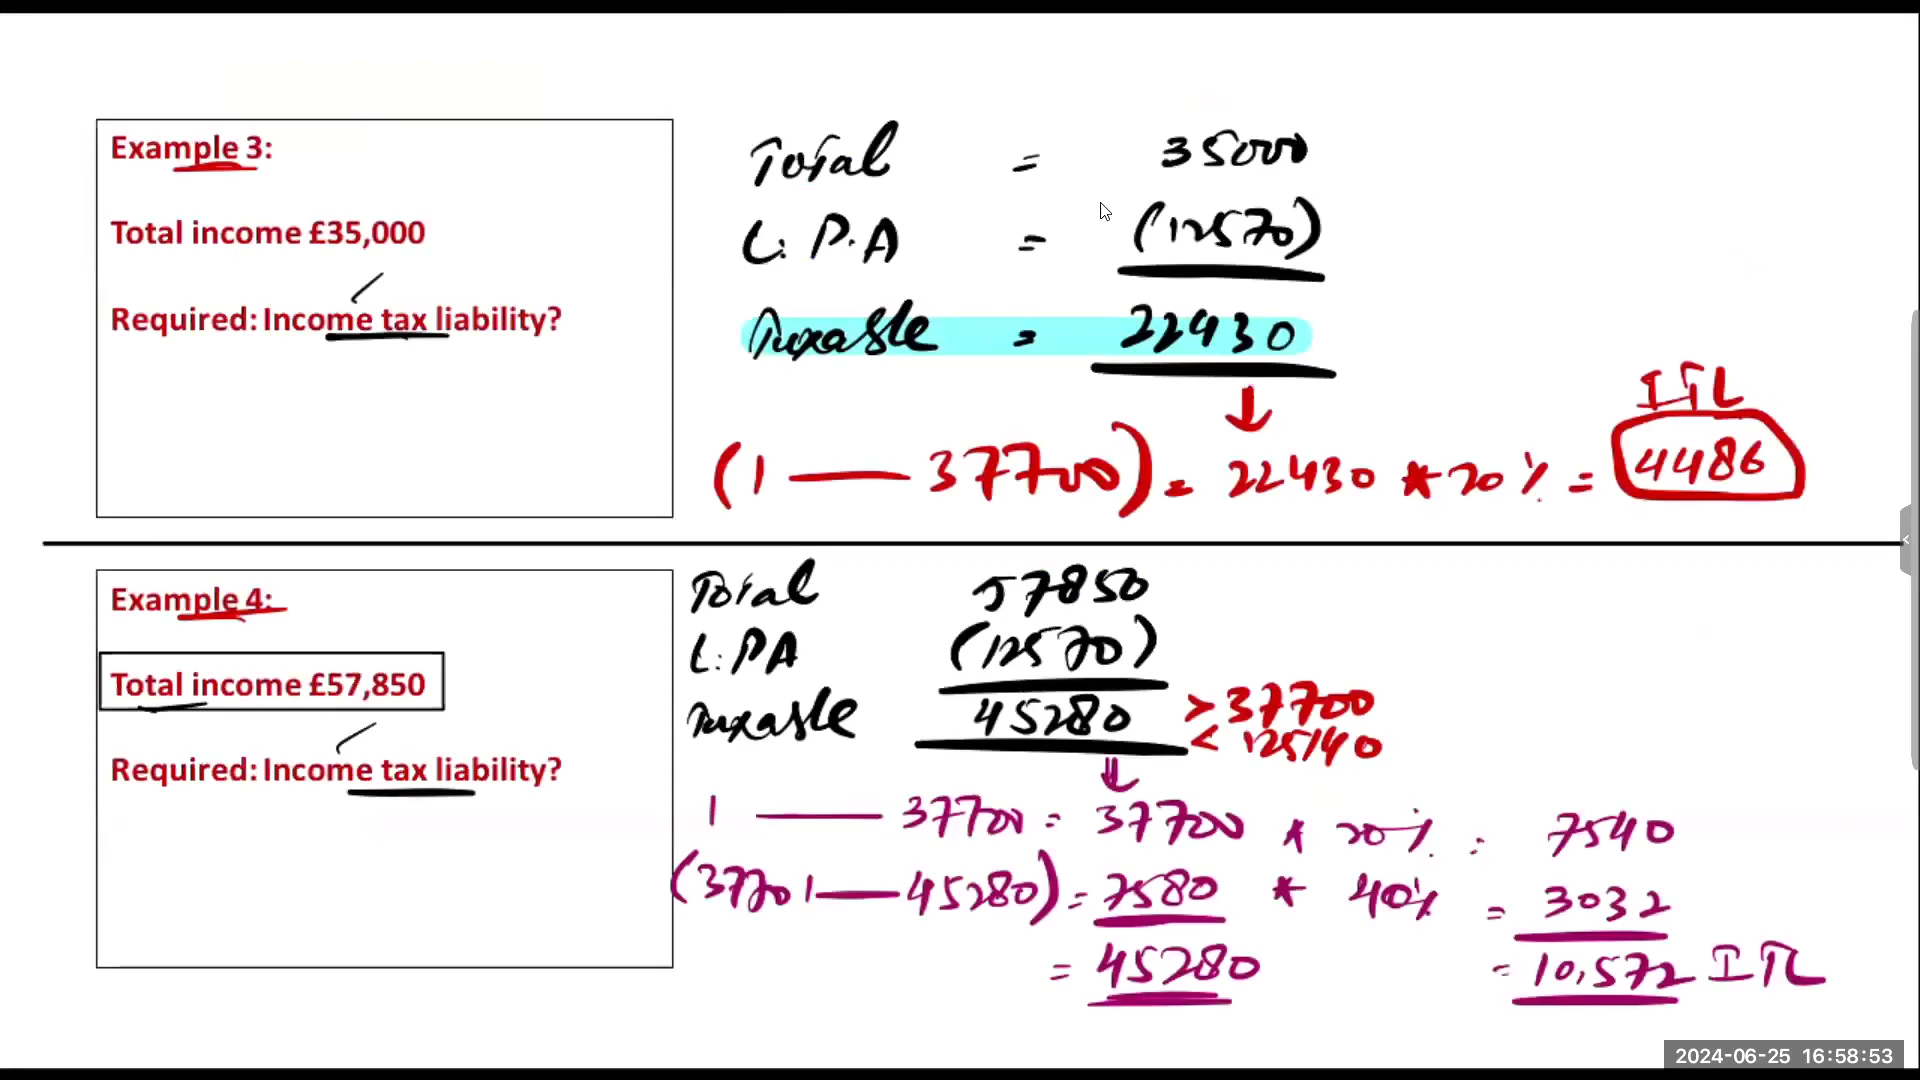 Example 3:
Total income £35,000
Required: Income tax liability?
Total = 35000
L: P.A = (12570)
Taxable = 22430
ITL
(1 — 37700) = 22430 * 20% = 4486
Example 4:
Total income £57,850
Required: Income tax liability?
Total 57850
L: PA (12570)
Taxable 45280 > 37700
< 125140
1 — 37700 = 37700 * 20% = 7540
(37701 — 45280) = 7580 * 40% = 3032
= 45280 = 10,572 ITL
2024-06-25 16:58:53